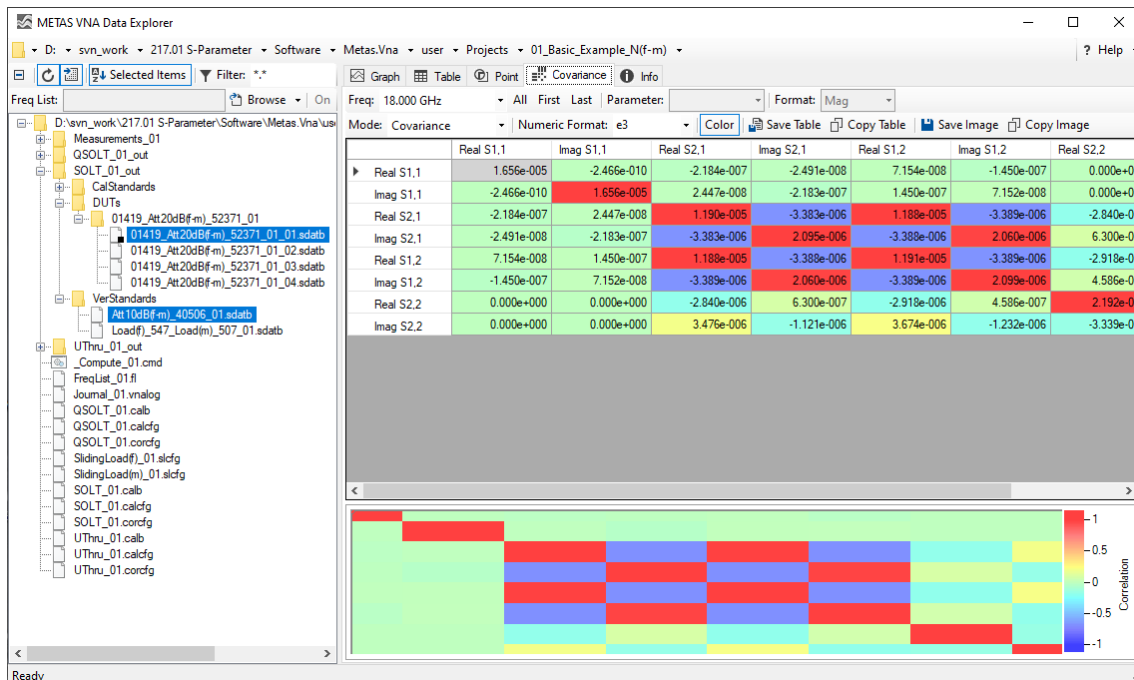 METAS VNA Data Explorer
D: svn_work 217.01 S-Parameter Software Metas.Vna user Projects 01_Basic_Example_N(f-m) ? Help
Selected Items Filter: *.* Graph Table Point Covariance Info
Freq List: Browse On Freq: 18.000 GHz All First Last Parameter: Format: Mag
Mode: Covariance Numeric Format: e3 Color Save Table Copy Table Save Image Copy Image
D:\svn_work\217.01 S-Parameter\Software\Metas.Vna\us
Measurements_01
QSOLT_01_out
SOLT_01_out
CalStandards
DUTs
01419_Att20dB(f-m)_52371_01
01419_Att20dB(f-m)_52371_01_01.sdatb
01419_Att20dB(f-m)_52371_01_02.sdatb
01419_Att20dB(f-m)_52371_01_03.sdatb
01419_Att20dB(f-m)_52371_01_04.sdatb
VerStandards
Att10dB(f-m)_40506_01.sdatb
Load(f)_547_Load(m)_507_01.sdatb
UThru_01_out
_Compute_01.cmd
FreqList_01.fl
Journal_01.vnalog
QSOLT_01.calb
QSOLT_01.calcfg
QSOLT_01.corcfg
SlidingLoad(f)_01.slcfg
SlidingLoad(m)_01.slcfg
SOLT_01.calb
SOLT_01.calcfg
SOLT_01.corcfg
UThru_01.calb
UThru_01.calcfg
UThru_01.corcfg
Real S1,1 Imag S1,1 Real S2,1 Imag S2,1 Real S1,2 Imag S1,2 Real S2,2
Real S1,1 1.656e-005 -2.466e-010 -2.184e-007 -2.491e-008 7.154e-008 -1.450e-007 0.000e+0
Imag S1,1 -2.466e-010 1.656e-005 2.447e-008 -2.183e-007 1.450e-007 7.152e-008 0.000e+0
Real S2,1 -2.184e-007 2.447e-008 1.190e-005 -3.383e-006 1.188e-005 -3.389e-006 -2.840e-0
Imag S2,1 -2.491e-008 -2.183e-007 -3.383e-006 2.095e-006 -3.388e-006 2.060e-006 6.300e-0
Real S1,2 7.154e-008 1.450e-007 1.188e-005 -3.388e-006 1.191e-005 -3.389e-006 -2.918e-0
Imag S1,2 -1.450e-007 7.152e-008 -3.389e-006 2.060e-006 -3.389e-006 2.099e-006 4.586e-0
Real S2,2 0.000e+000 0.000e+000 -2.840e-006 6.300e-007 -2.918e-006 4.586e-007 2.192e-0
Imag S2,2 0.000e+000 0.000e+000 3.476e-006 -1.121e-006 3.674e-006 -1.232e-006 -3.339e-0
1
0.5
0
-0.5
-1
Correlation
Ready